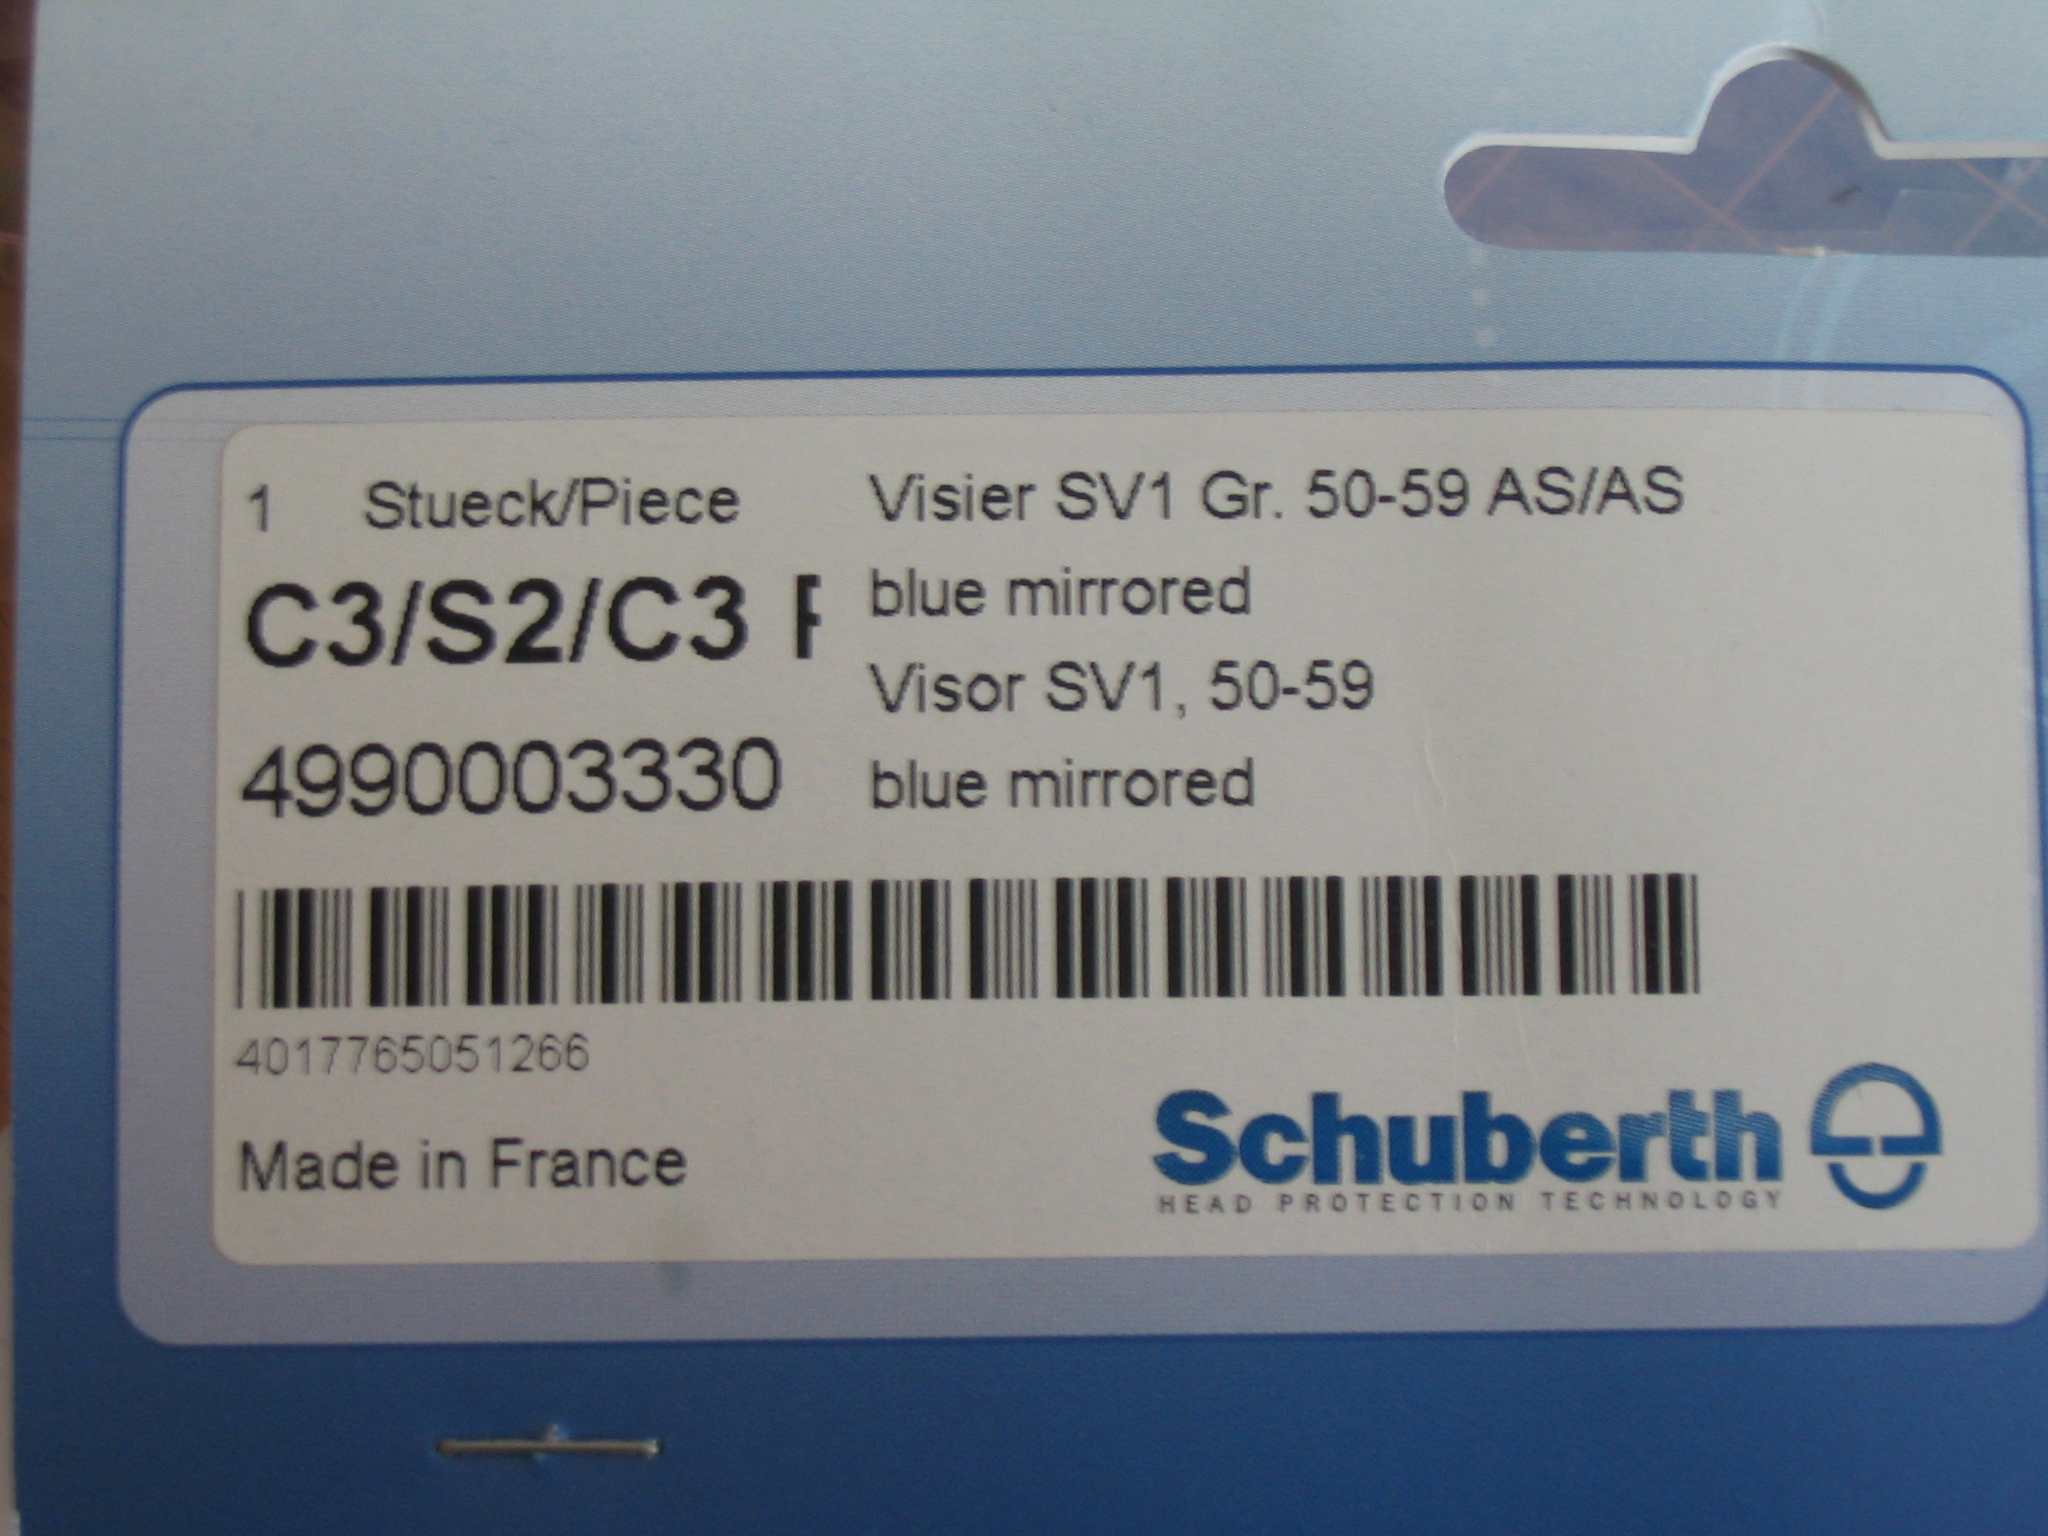 1 Stueck/Piece
C3/S2/C3
4990003330
Visier SV1 Gr. 50-59 AS/AS
blue mirrored
Visor SV1, 50-59
blue mirrored
4017765051266
Made in France
Schuberth
HEAD PROTECTION TECHNOLOGY